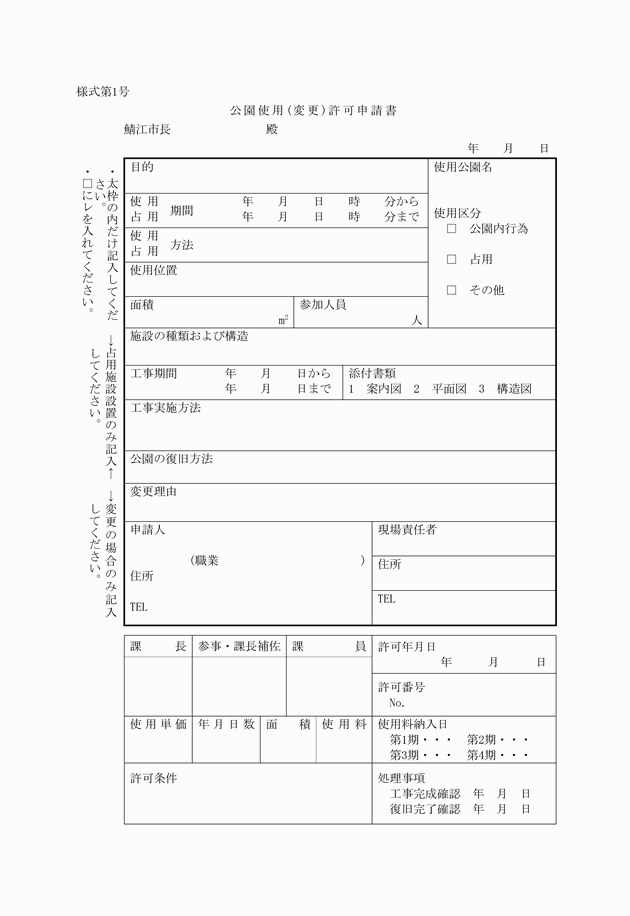 様式第1号
公園使用(変更)許可申請書
鯖江市長 殿
年 月 日
・太枠の内だけ記入してください。
・□にレを入れてください。
↓占用施設設置のみ記入してください。↑
↓変更の場合のみ記入してください。
目的
使用公園名
使用
占用 期間 年 月 日 時 分から
年 月 日 時 分まで
使用区分
□ 公園内行為
□ 占用
□ その他
使用
占用 方法
使用位置
面積 m²
参加人員 人
施設の種類および構造
工事期間 年 月 日から
年 月 日まで
添付書類
1 案内図 2 平面図 3 構造図
工事実施方法
公園の復旧方法
変更理由
申請人
(職業 )
住所
TEL
現場責任者
住所
TEL
課長 参事・課長補佐 課員
許可年月日
年 月 日
許可番号
No.
使用単価 年月日数 面積 使用料
使用料納入日
第1期・・・ 第2期・・・
第3期・・・ 第4期・・・
許可条件
処理事項
工事完成確認 年 月 日
復旧完了確認 年 月 日